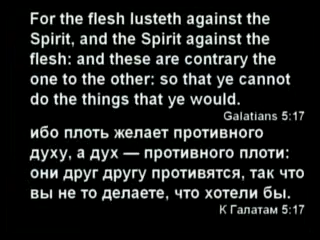 For the flesh lusteth against the
Spirit, and the Spirit against the
flesh: and these are contrary the
one to the other: so that ye cannot
do the things that ye would.
Galatians 5:17
ибо плоть желает противного
духу, а дух — противного плоти:
они друг другу противятся, так что
вы не то делаете, что хотели бы.
К Галатам 5:17